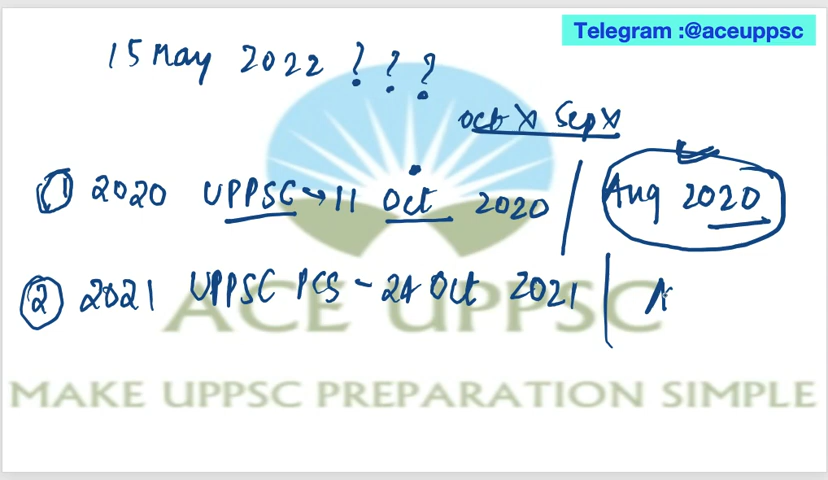 Telegram :@aceuppsc
15 May 2022 ? ? ?
Oct x Sep x
① 2020 UPPSC → 11 Oct 2020 / Aug 2020
② 2021 UPPSC PCS - 24 Oct 2021 |
ACE UPPSC
MAKE UPPSC PREPARATION SIMPLE